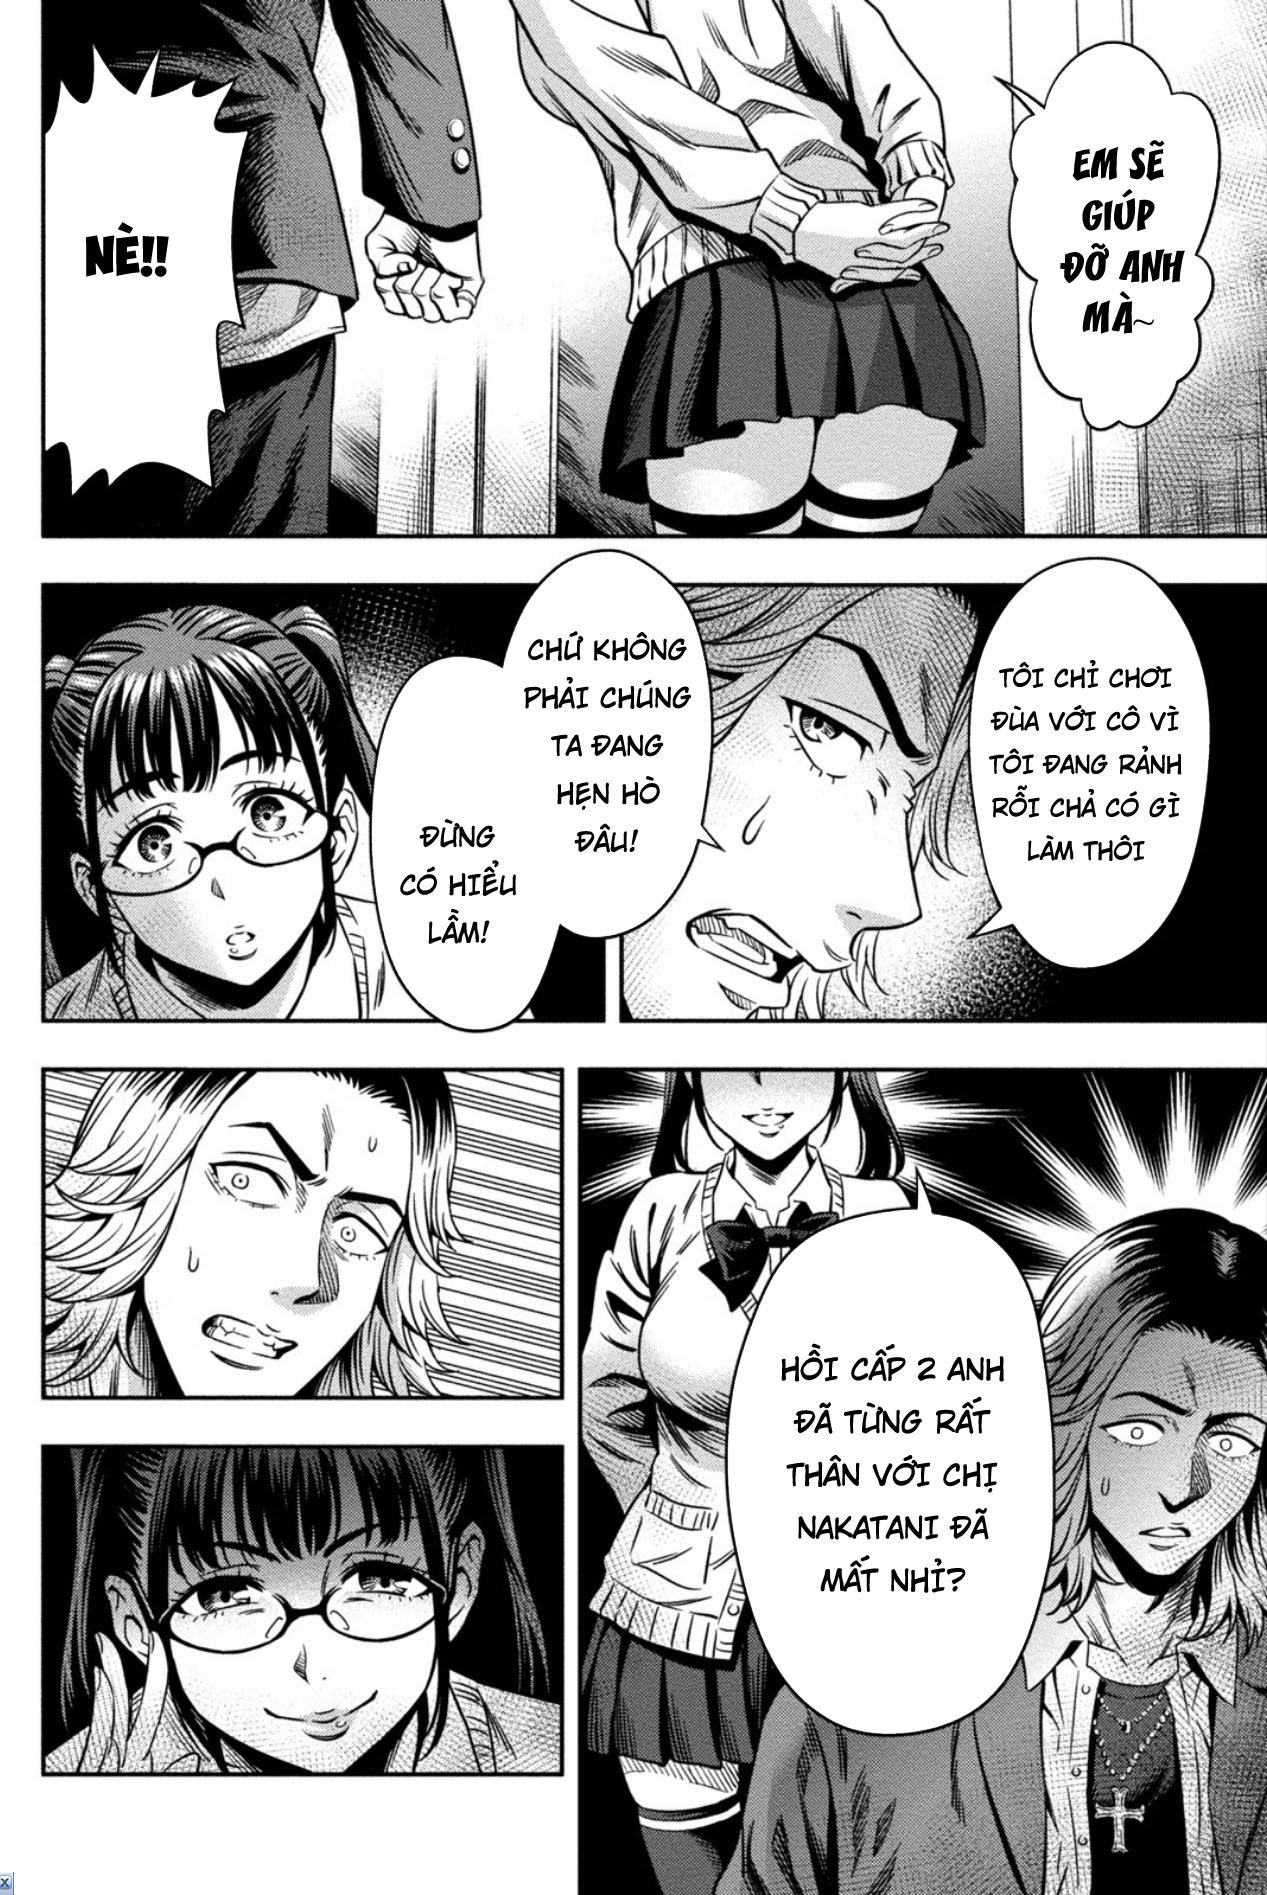 EM SẼ
GIÚP
ĐỠ ANH
MÀ~
NÈ!!
TÔI CHỈ CHƠI
ĐÙA VỚI CÔ VÌ
TÔI ĐANG RẢNH
RỖI CHẢ CÓ GÌ
LÀM THÔI
CHỨ KHÔNG
PHẢI CHÚNG
TA ĐANG
HẸN HÒ
ĐÂU!
ĐỪNG
CÓ HIỂU
LẦM!
HỒI CẤP 2 ANH
ĐÃ TỪNG RẤT
THÂN VỚI CHỊ
NAKATANI ĐÃ
MẤT NHỈ?